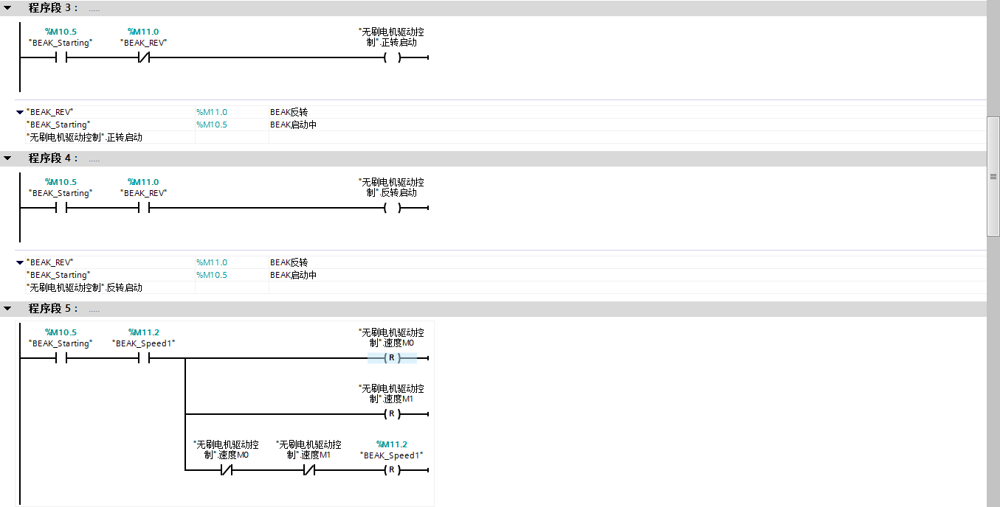 程序段 3： .....
%M10.5 %M11.0 "无刷电机驱动控
"BEAK_Starting" "BEAK_REV" 制".正转启动
"BEAK_REV" %M11.0 BEAK反转
"BEAK_Starting" %M10.5 BEAK启动中
"无刷电机驱动控制".正转启动
程序段 4： .....
%M10.5 %M11.0 "无刷电机驱动控
"BEAK_Starting" "BEAK_REV" 制".反转启动
"BEAK_REV" %M11.0 BEAK反转
"BEAK_Starting" %M10.5 BEAK启动中
"无刷电机驱动控制".反转启动
程序段 5： .....
%M10.5 %M11.2 "无刷电机驱动控
"BEAK_Starting" "BEAK_Speed1" 制".速度M0
R
"无刷电机驱动控
制".速度M1
R
"无刷电机驱动控 "无刷电机驱动控 %M11.2
制".速度M0 制".速度M1 "BEAK_Speed1"
R